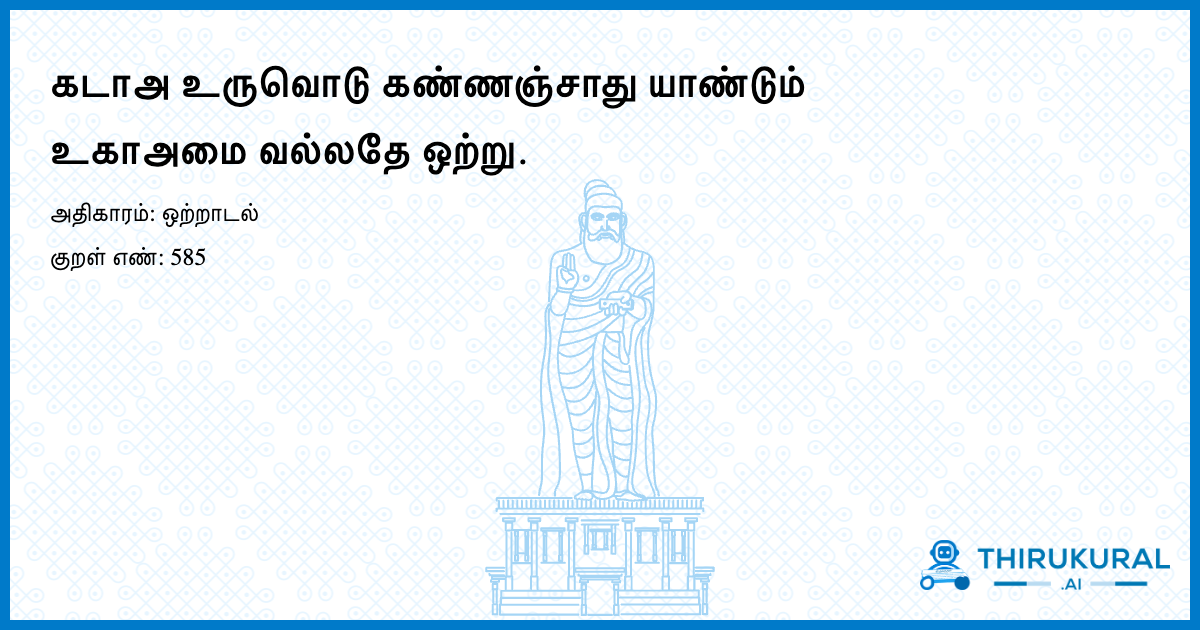 கடாஅ உருவொடு கண்ணஞ்சாது யாண்டும்
உகாஅமை வல்லதே ஒற்று.
அதிகாரம்: ஒற்றாடல்
குறள் எண்: 585
THIRUKURAL
.AI